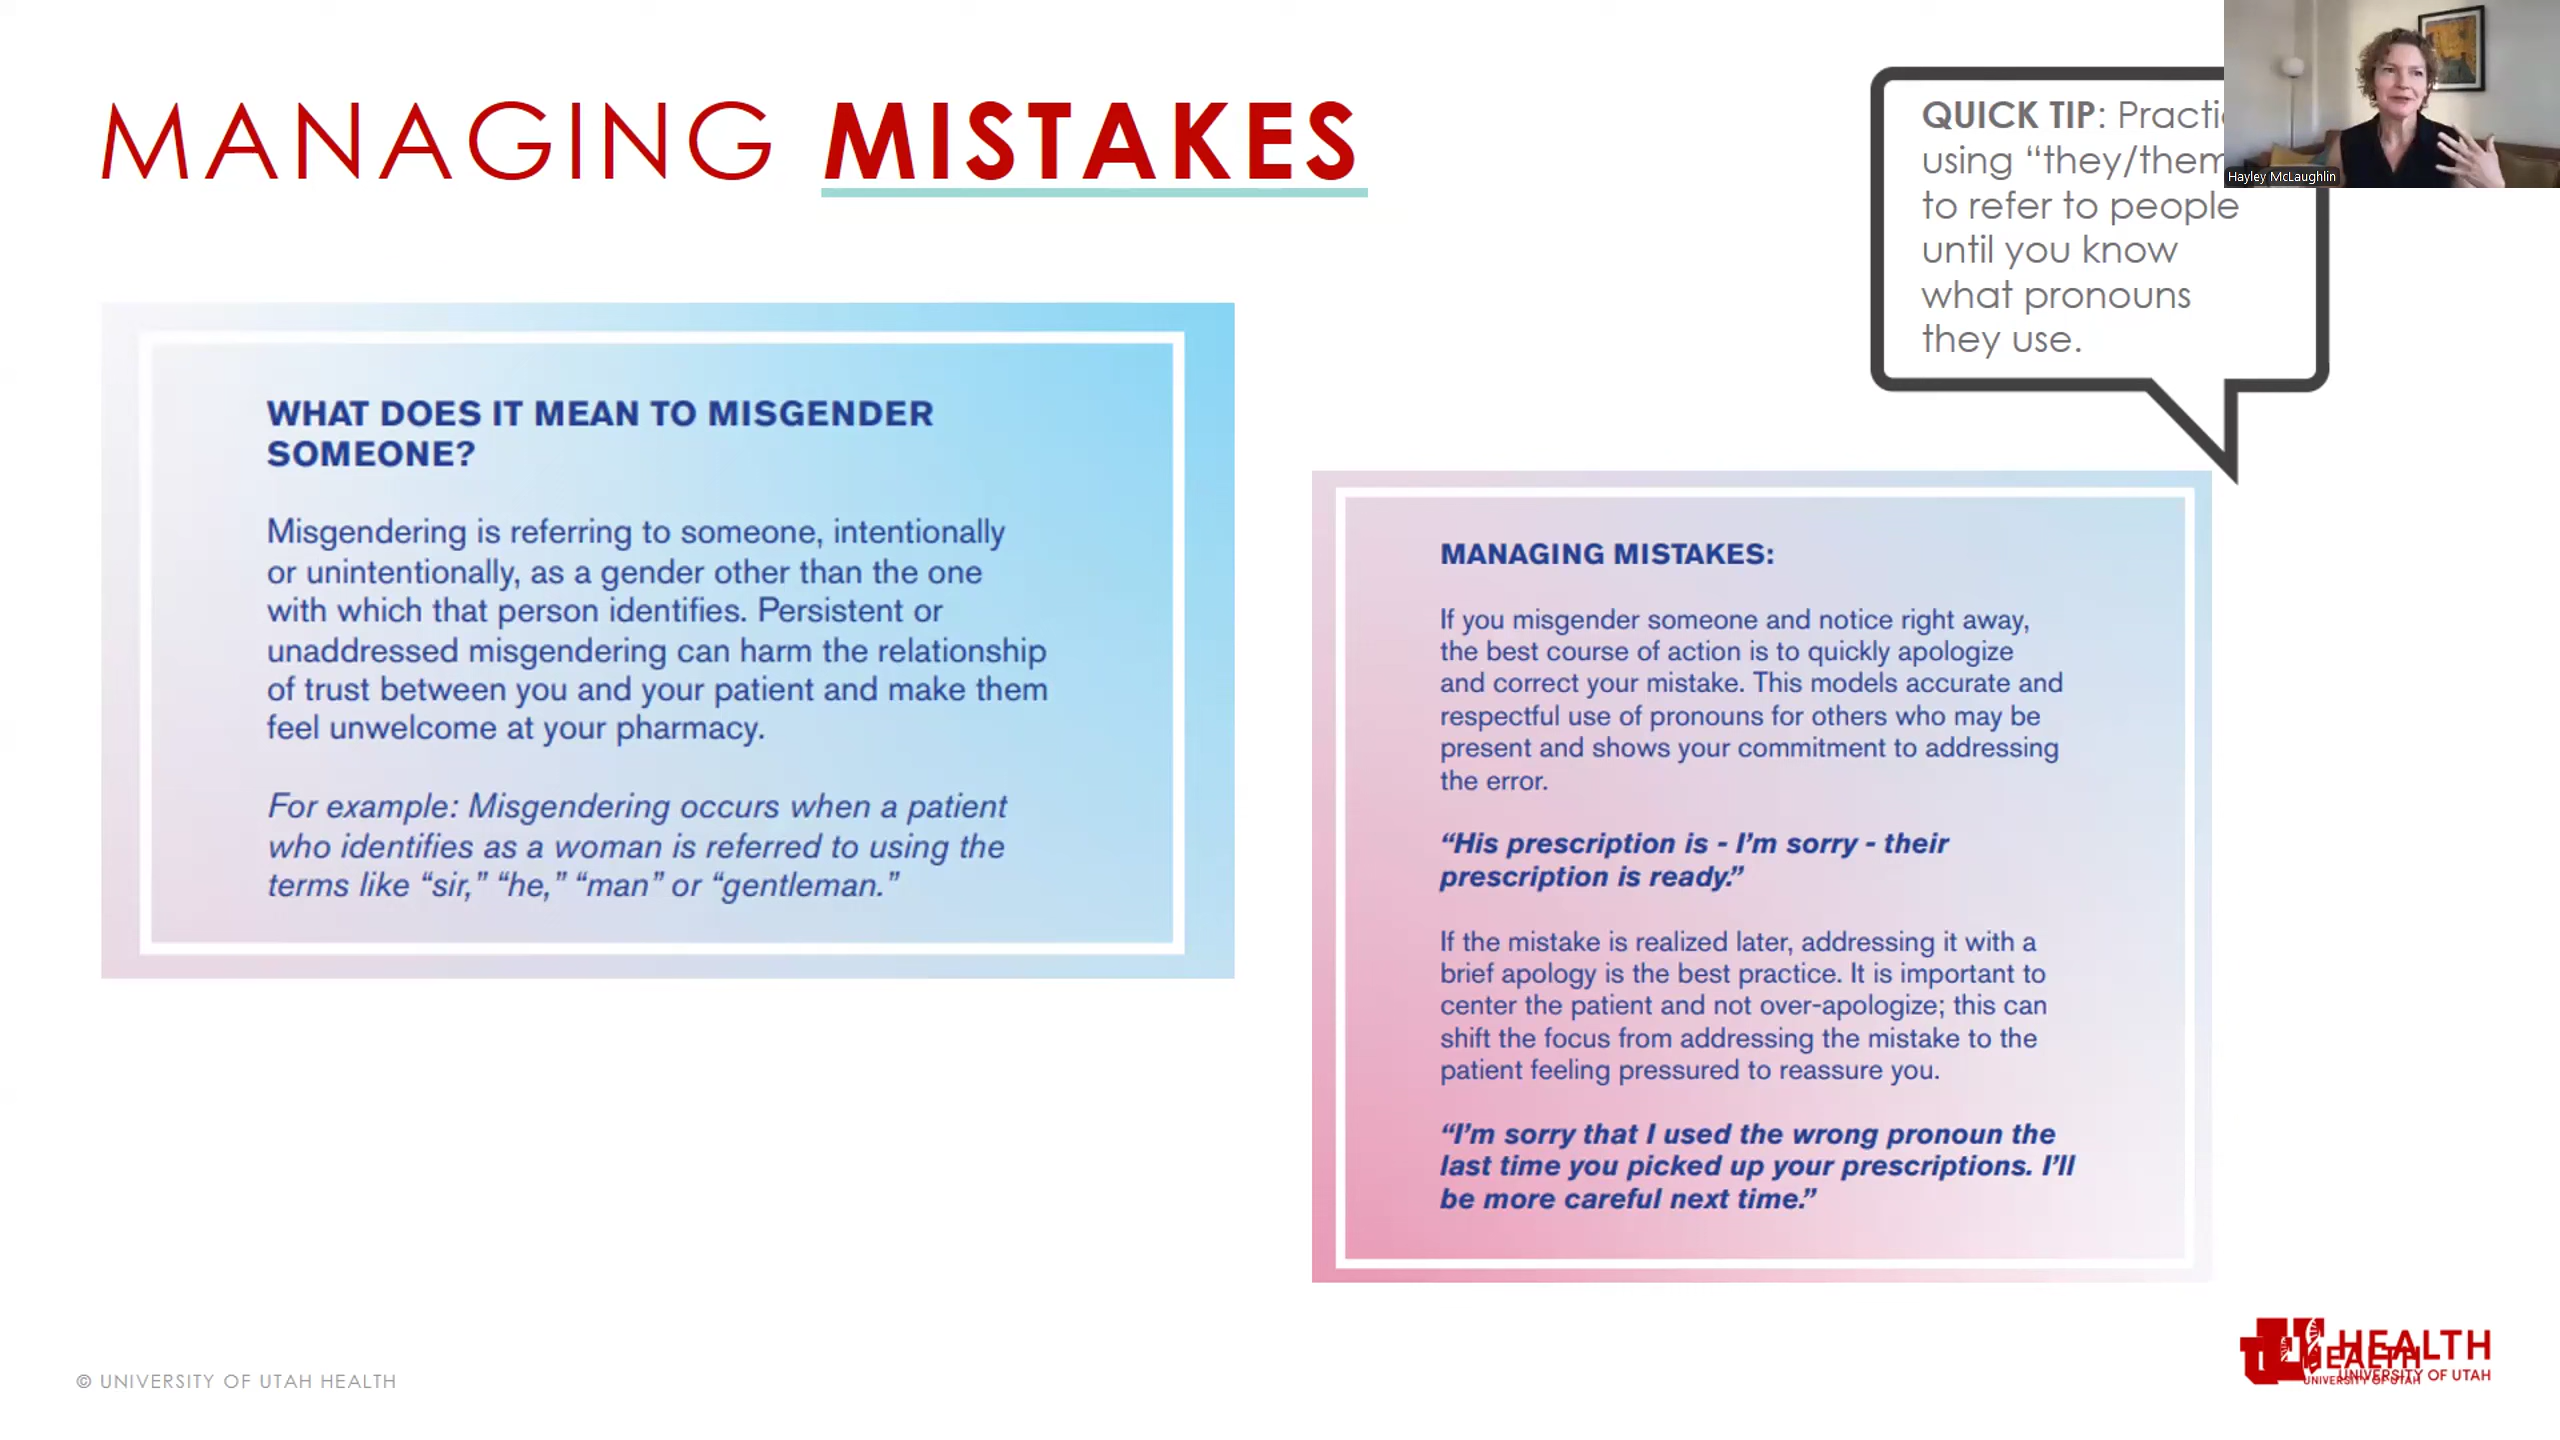 MANAGING MISTAKES
QUICK TIP:
using “they/them
to refer to people
until you know
what pronouns
they use.
Hayley McLaughlin
WHAT DOES IT MEAN TO MISGENDER
SOMEONE?
Misgendering is referring to someone, intentionally
or unintentionally, as a gender other than the one
with which that person identifies. Persistent or
unaddressed misgendering can harm the relationship
of trust between you and your patient and make them
feel unwelcome at your pharmacy.
For example: Misgendering occurs when a patient
who identifies as a woman is referred to using the
terms like “sir,” “he,” “man” or “gentleman.”
MANAGING MISTAKES:
If you misgender someone and notice right away,
the best course of action is to quickly apologize
and correct your mistake. This models accurate and
respectful use of pronouns for others who may be
present and shows your commitment to addressing
the error.
“His prescription is - I’m sorry - their
prescription is ready.”
If the mistake is realized later, addressing it with a
brief apology is the best practice. It is important to
center the patient and not over-apologize; this can
shift the focus from addressing the mistake to the
patient feeling pressured to reassure you.
“I’m sorry that I used the wrong pronoun the
last time you picked up your prescriptions. I’ll
be more careful next time.”
© UNIVERSITY OF UTAH HEALTH
HEALTH
UNIVERSITY OF UTAH
HEALTH
UNIVERSITY OF UTAH